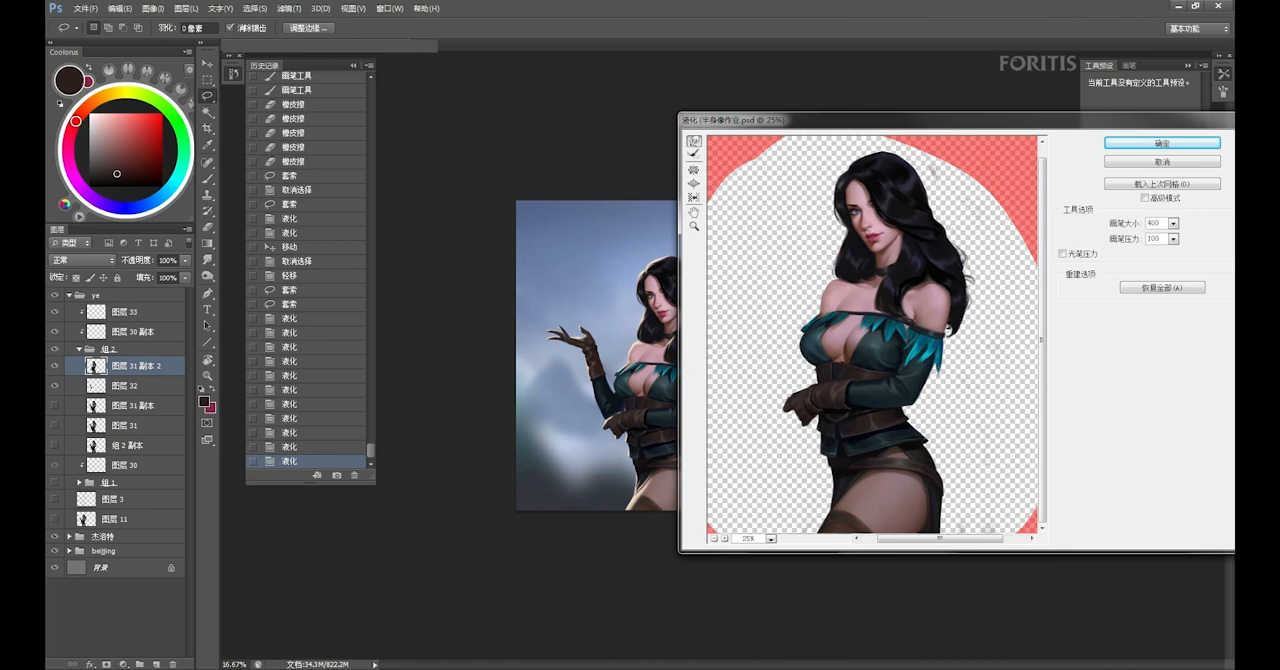 Ps 文件(F) 编辑(E) 图像(I) 图层(L) 文字(Y) 选择(S) 滤镜(T) 3D(D) 视图(V) 窗口(W) 帮助(H)
羽化: 0 像素 消除锯齿 调整边缘...
基本功能
Coolorus
历史记录
画笔工具
画笔工具
橡皮擦
橡皮擦
橡皮擦
橡皮擦
橡皮擦
套索
取消选择
套索
液化
液化
移动
取消选择
轻移
套索
套索
液化
液化
液化
液化
液化
液化
液化
液化
液化
液化
液化
FORITIS
工具预设 画笔
当前工具没有定义的工具预设。
图层
类型
正常 不透明度: 100%
锁定: 填充: 100%
ye
图层 33
图层 30 副本
组 2
图层 31 副本 2
图层 32
图层 31 副本
图层 31
组 2 副本
图层 30
组 1
图层 3
图层 11
杰洛特
beijing
背景
液化 (半身像作业.psd @ 25%)
确定
取消
载入上次网格(O)
高级模式
工具选项
画笔大小: 400
画笔压力: 100
光笔压力
重建选项
恢复全部(A)
25%
16.67% 文档:34.3M/822.2M
fx